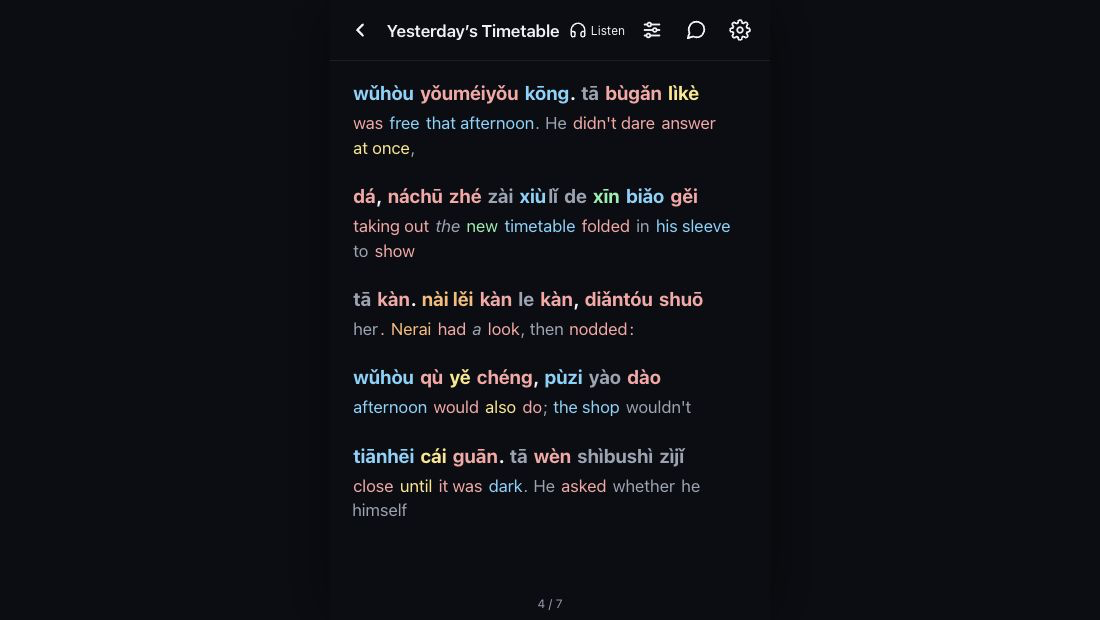 Yesterday’s Timetable Listen
wǔhòu yǒuméiyǒu kōng. tā bùgǎn lìkè
was free that afternoon. He didn't dare answer
at once,
dá, náchū zhé zài xiùlǐ de xīn biǎo gěi
taking out the new timetable folded in his sleeve
to show
tā kàn. nàilěi kàn le kàn, diǎntóu shuō
her. Nerai had a look, then nodded:
wǔhòu qù yě chéng, pùzi yào dào
afternoon would also do; the shop wouldn't
tiānhēi cái guān. tā wèn shìbushì zìjǐ
close until it was dark. He asked whether he
himself
4 / 7